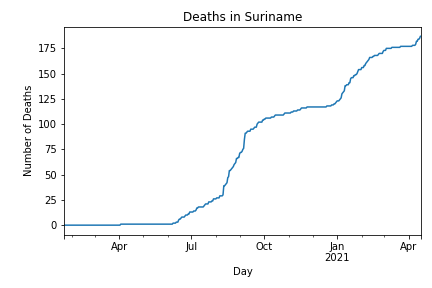 Deaths in Suriname
Number of Deaths
175
150
125
100
75
50
25
0
Apr
Jul
Oct
Jan
2021
Apr
Day